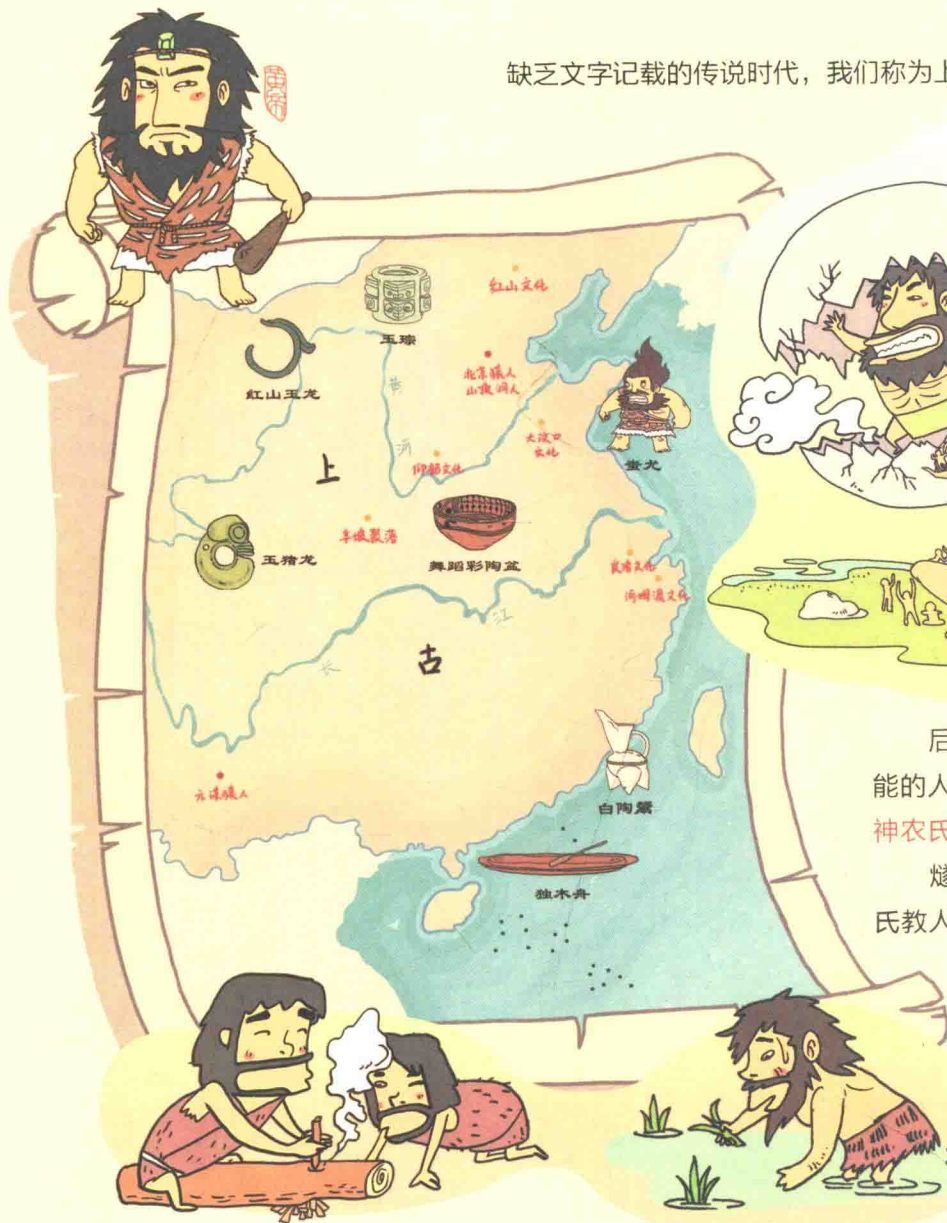 缺乏文字记载的传说时代，我们称为上
黄帝
红山文化
玉琮
红山玉龙
北京猿人
山顶洞人
黄
河
大汶口
文化
蚩尤
仰韶文化
上
半坡聚落
玉猪龙
舞蹈彩陶盆
良渚文化
河姆渡文化
江
长
古
元谋猿人
白陶鬶
独木舟
后
能的人
神农氏
燧
氏教人